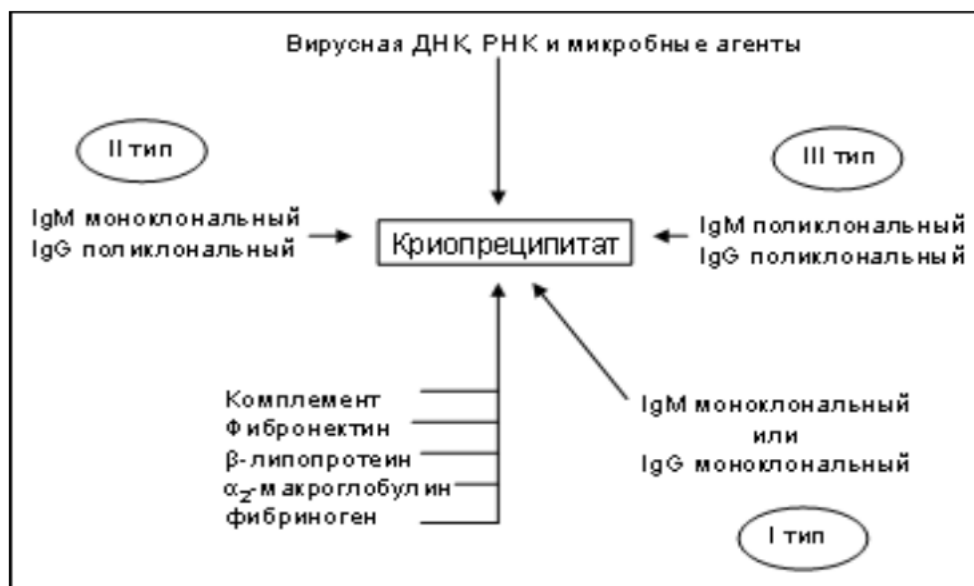 Вирусная ДНК, РНК и микробные агенты
II тип
III тип
IgM моноклональный
IgG поликлональный
Криопреципитат
IgM поликлональный
IgG поликлональный
Комплемент
Фибронектин
β-липопротеин
α2-макроглобулин
фибриноген
IgM моноклональный
или
IgG моноклональный
I тип